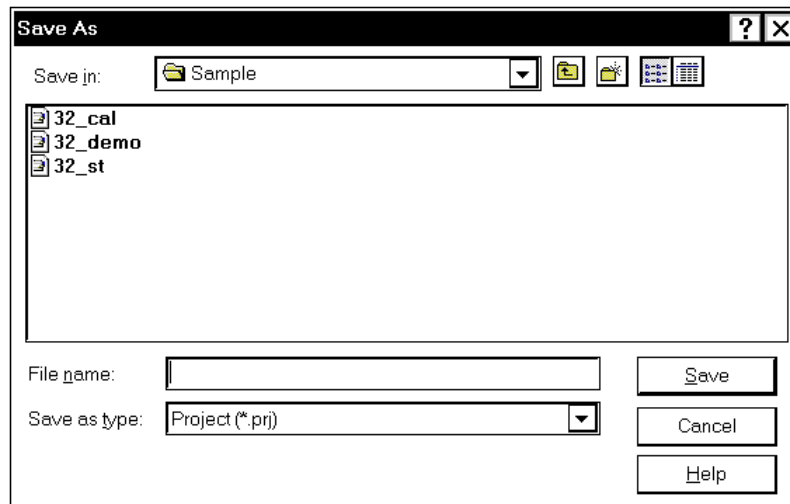 Save As
Save in: Sample
32_cal
32_demo
32_st
File name:
Save
Save as type: Project (*.prj)
Cancel
Help